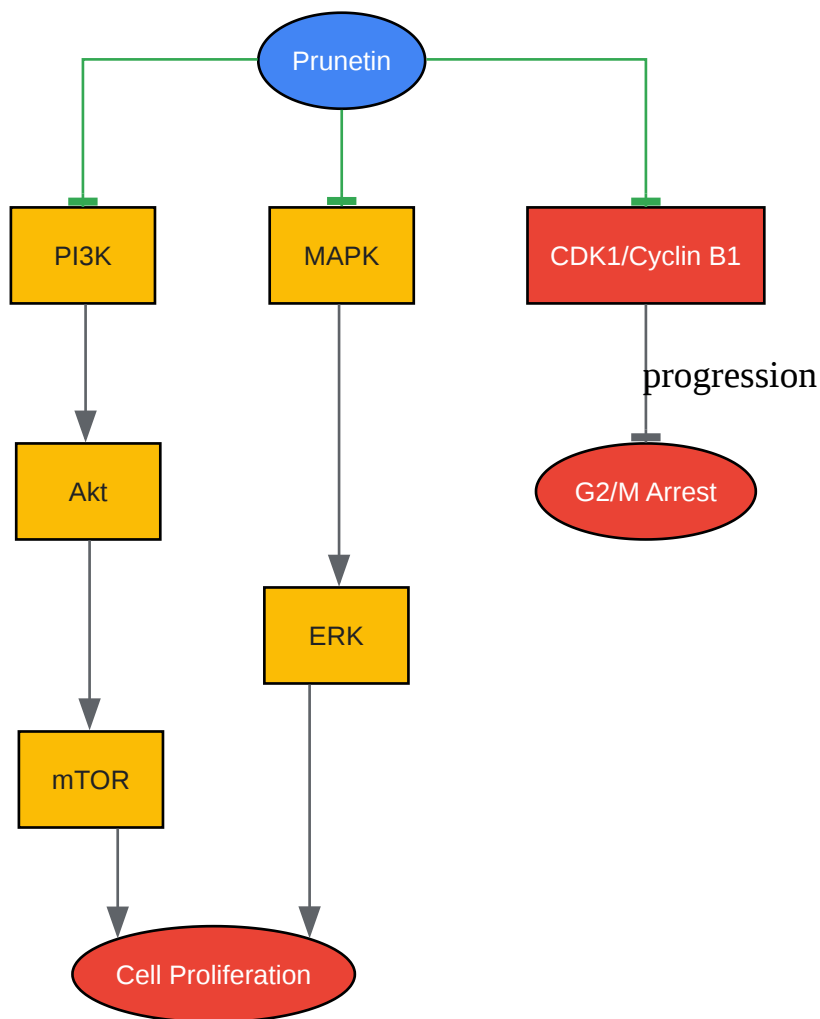 Prunetin
PI3K
MAPK
CDK1/Cyclin B1
progression
Akt
G2/M Arrest
ERK
mTOR
Cell Proliferation